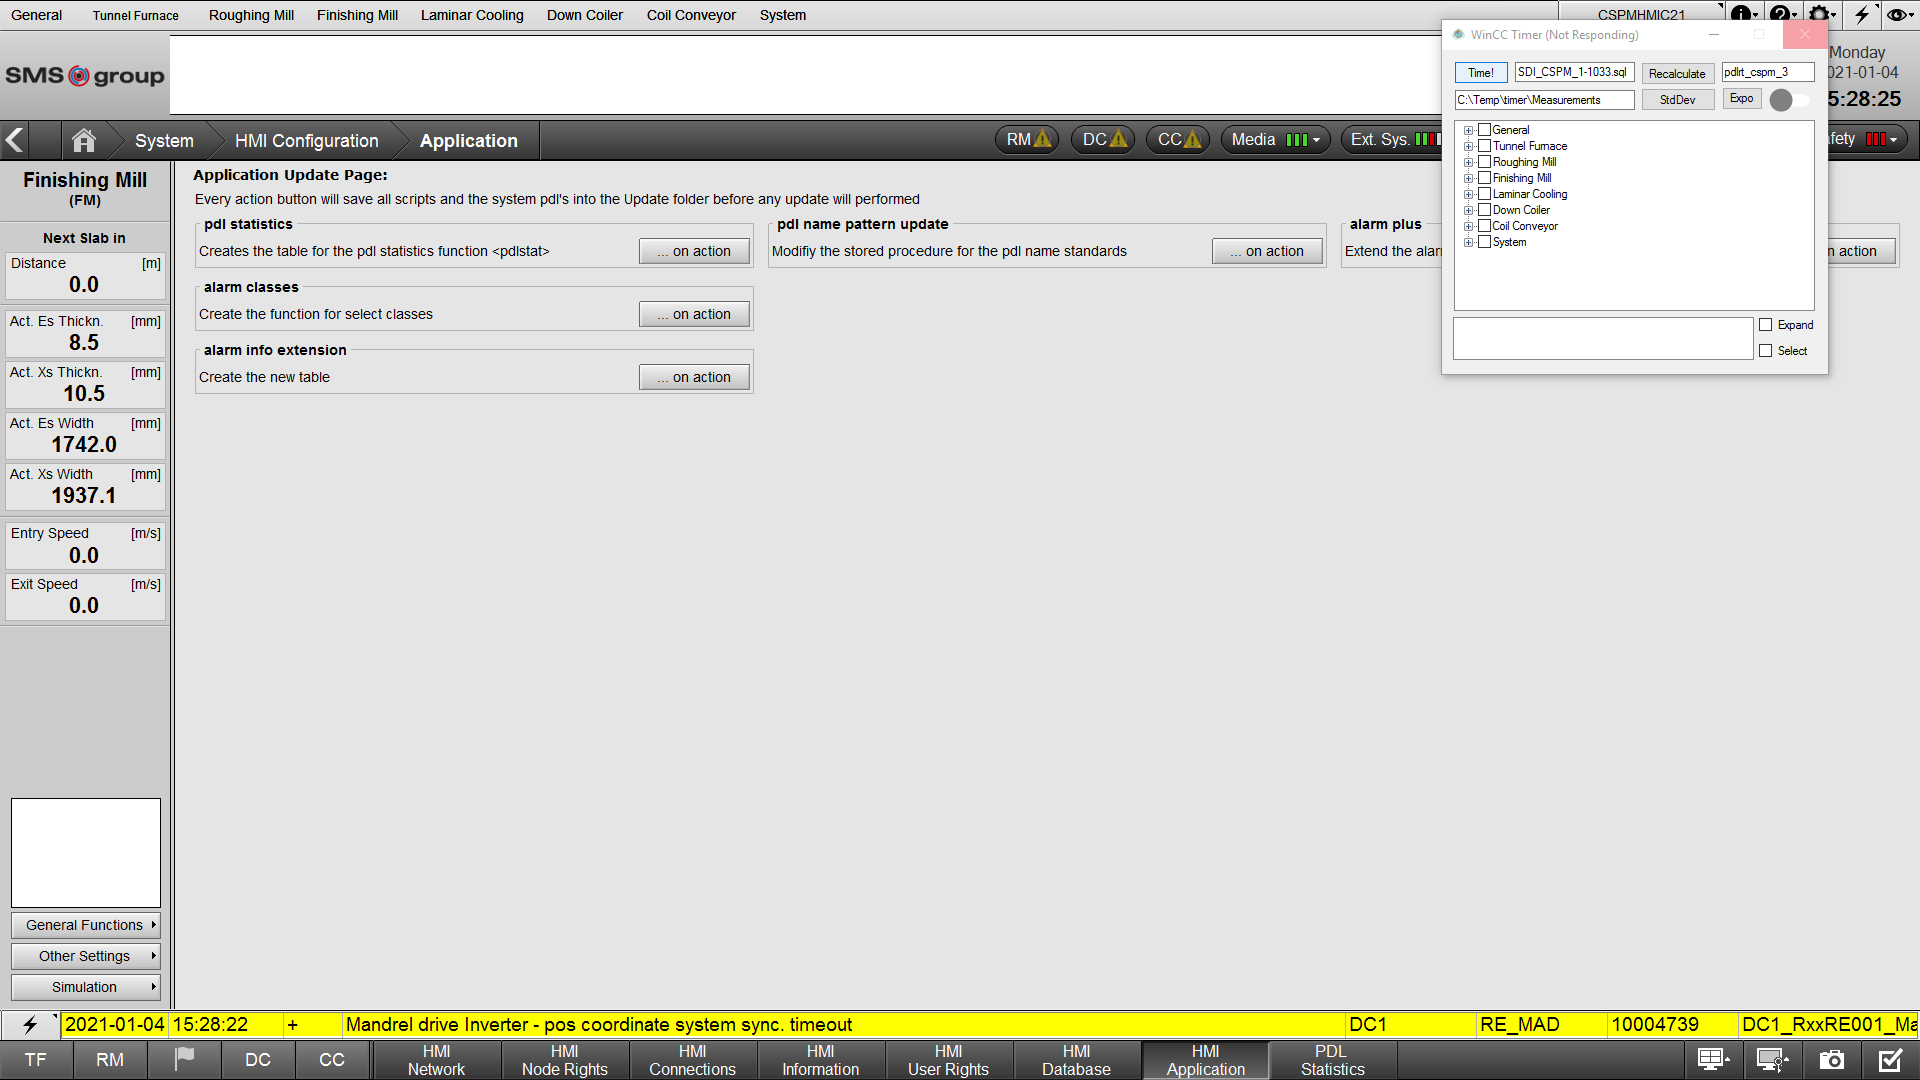 General Tunnel Furnace Roughing Mill Finishing Mill Laminar Cooling Down Coiler Coil Conveyor System CSPMHMIC21
SMS group
Monday
021-01-04
5:28:25
WinCC Timer (Not Responding)
Time! SDI_CSPM_1-1033.sql Recalculate pdlrt_cspm_3
C:\Temp\timer\Measurements StdDev Expo
General
Tunnel Furnace
Roughing Mill
Finishing Mill
Laminar Cooling
Down Coiler
Coil Conveyor
System
Expand
Select
System HMI Configuration Application RM DC CC Media Ext. Sys. afety
Finishing Mill
(FM)
Next Slab in
Distance [m]
0.0
Act. Es Thickn. [mm]
8.5
Act. Xs Thickn. [mm]
10.5
Act. Es Width [mm]
1742.0
Act. Xs Width [mm]
1937.1
Entry Speed [m/s]
0.0
Exit Speed [m/s]
0.0
General Functions
Other Settings
Simulation
Application Update Page:
Every action button will save all scripts and the system pdl's into the Update folder before any update will performed
pdl statistics
Creates the table for the pdl statistics function <pdlstat> ... on action
pdl name pattern update
Modifiy the stored procedure for the pdl name standards ... on action
alarm plus
Extend the alar n action
alarm classes
Create the function for select classes ... on action
alarm info extension
Create the new table ... on action
2021-01-04 15:28:22 + Mandrel drive Inverter - pos coordinate system sync. timeout DC1 RE_MAD 10004739 DC1_RxxRE001_Ma
TF RM DC CC
HMI Network
HMI Node Rights
HMI Connections
HMI Information
HMI User Rights
HMI Database
HMI Application
PDL Statistics